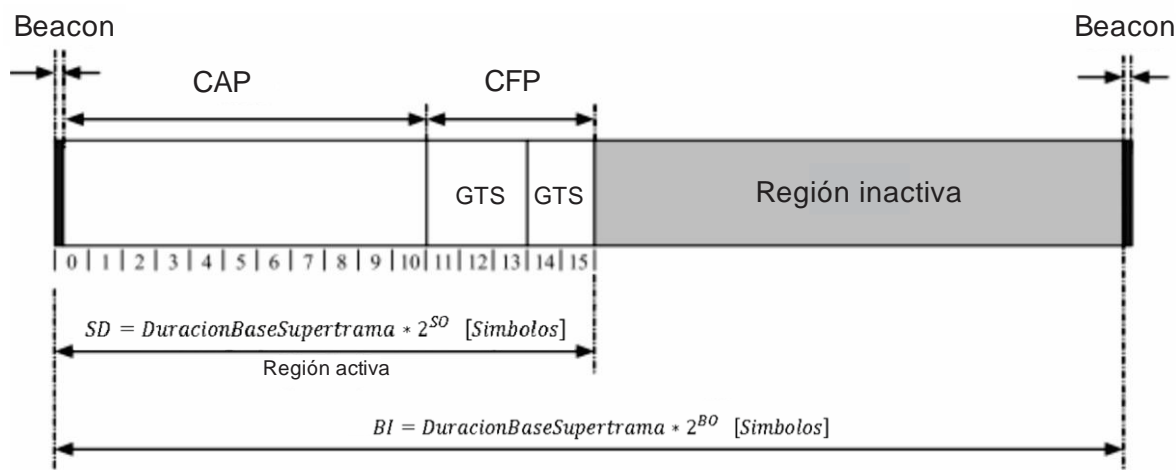 Beacon
Beacon
CAP
CFP
GTS
GTS
Región inactiva
| 0 | 1 | 2 | 3 | 4 | 5 | 6 | 7 | 8 | 9 | 10 | 11 | 12 | 13 | 14 | 15 |
SD = DuracionBaseSupertrama * 2^SO [Simbolos]
Región activa
BI = DuracionBaseSupertrama * 2^BO [Simbolos]